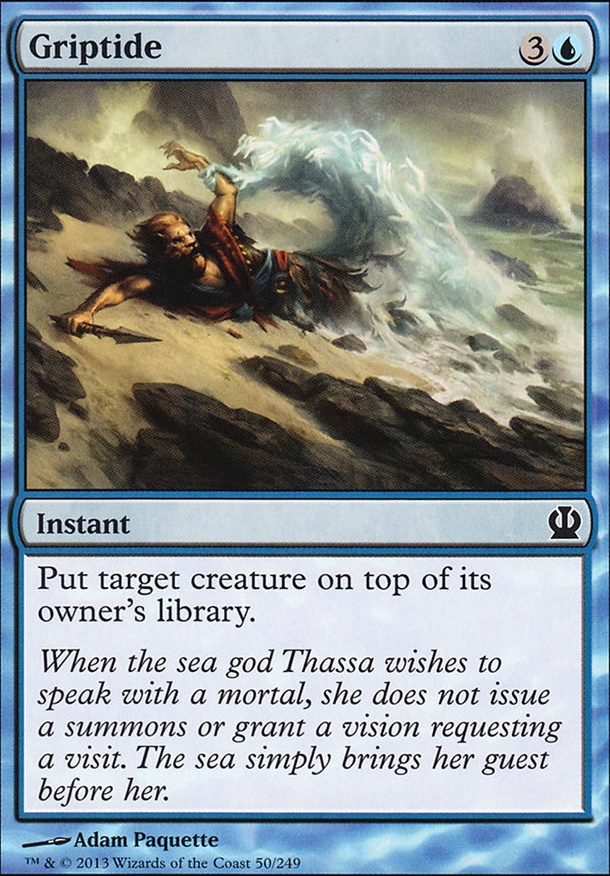 Griptide 3
Instant
Put target creature on top of its
owner's library.
When the sea god Thassa wishes to
speak with a mortal, she does not issue
a summons or grant a vision requesting
a visit. The sea simply brings her guest
before her.
Adam Paquette
™ & © 2013 Wizards of the Coast 50/249